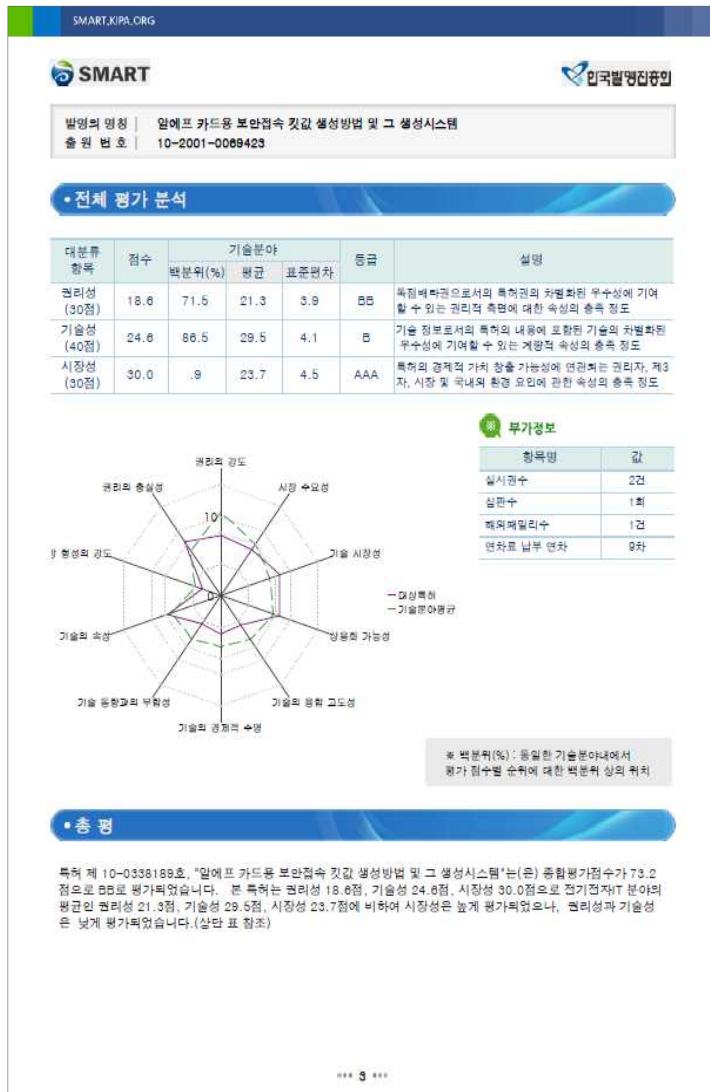 SMART.KIPA.ORG
SMART
한국발명진흥회
발명의 명칭 | 알에프 카드용 보안접속 킷값 생성방법 및 그 생성시스템
출 원 번 호 | 10-2001-0069423
• 전체 평가 분석
대분류 항목 점수 기술분야 등급 설명
백분위(%) 평균 표준편차
권리성 (30점) 18.6 71.5 21.3 3.9 BB 독점배타권으로서의 특허권의 차별화된 우수성에 기여
할 수 있는 권리적 측면에 대한 속성의 충족 정도
기술성 (40점) 24.6 86.5 29.5 4.1 B 기술 정보로서의 특허의 내용에 포함된 기술의 차별화된
우수성에 기여할 수 있는 계량적 속성의 충족 정도
시장성 (30점) 30.0 .9 23.7 4.5 AAA 특허의 경제적 가치 창출 가능성에 연관되는 권리자, 제3
자, 시장 및 국내외 환경 요인에 관한 속성의 충족 정도
※ 부가정보
항목명 값
실시권수 2건
심판수 1회
해외패밀리수 1건
연차료 납부 연차 9차
권리의 강도
권리의 충실성
시장 수요성
10
형성의 강도
기술 시장성
0
대상특허
기술분야평균
기술의 속성
상용화 가능성
기술 동향과의 부합성
기술의 융합 고도성
기술의 경제적 수명
※ 백분위(%) : 동일한 기술분야내에서
평가 점수별 순위에 대한 백분위 상의 위치
• 총 평
특허 제 10-0338189호, "알에프 카드용 보안접속 킷값 생성방법 및 그 생성시스템"는(은) 종합평가점수가 73.2
점으로 BB로 평가되었습니다. 본 특허는 권리성 18.6점, 기술성 24.6점, 시장성 30.0점으로 전기전자IT 분야의
평균인 권리성 21.3점, 기술성 29.5점, 시장성 23.7점에 비하여 시장성은 높게 평가되었으나, 권리성과 기술성
은 낮게 평가되었습니다.(상단 표 참조)
*** 3 ***